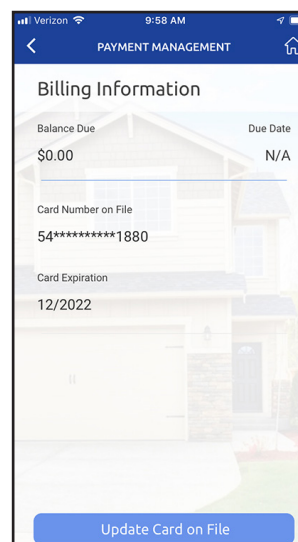 Verizon 9:58 AM
PAYMENT MANAGEMENT
Billing Information
Balance Due Due Date
$0.00 N/A
Card Number on File
54**********1880
Card Expiration
12/2022
Update Card on File